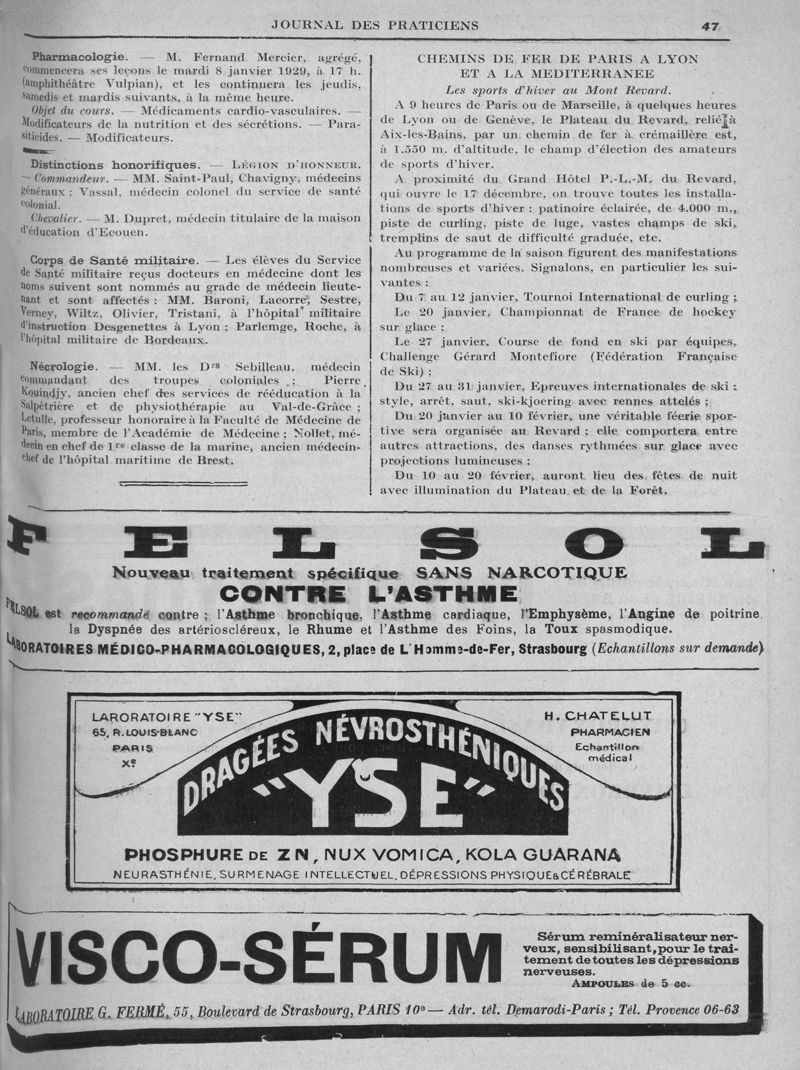 JOURNAL DES PRATICIENS 47
Pharmacologie. — M. Fernand Mercier, agrégé,
commencera ses leçons le mardi 8 janvier 1929, à 17 h.
(amphithéâtre Vulpian), et les continuera les jeudis,
samedis et mardis suivants, à la même heure.
Objet du cours. — Médicaments cardio-vasculaires. —
Modificateurs de la nutrition et des sécrétions. — Para-
siticides. — Modificateurs.
Distinctions honorifiques. — LÉGION D'HONNEUR.
— Commandeur. — MM. Saint-Paul, Chavigny, médecins
généraux ; Vassal, médecin colonel du service de santé
colonial.
Chevalier. — M. Dupret, médecin titulaire de la maison
d'éducation d'Ecouen.
Corps de Santé militaire. — Les élèves du Service
de Santé militaire reçus docteurs en médecine dont les
noms suivent sont nommés au grade de médecin lieute-
nant et sont affectés : MM. Baroni, Lacorre, Sestre,
Verney, Wiltz, Olivier, Tristani, à l'hôpital militaire
d'instruction Desgenettes à Lyon ; Parlemge, Roche, à
l'hôpital militaire de Bordeaux.
Nécrologie. — MM. les Drs Sebilleau, médecin
commandant des troupes coloniales ; Pierre
Kouindjy, ancien chef des services de rééducation à la
Salpêtrière et de physiothérapie au Val-de-Grâce ;
Letulle, professeur honoraire à la Faculté de Médecine de
Paris, membre de l'Académie de Médecine ; Nollet, mé-
decin en chef de 1re classe de la marine, ancien médecin-
chef de l'hôpital maritime de Brest.
CHEMINS DE FER DE PARIS A LYON
ET A LA MEDITERRANEE
Les sports d'hiver au Mont Revard.
A 9 heures de Paris ou de Marseille, à quelques heures
de Lyon ou de Genève, le Plateau du Revard, relié à
Aix-les-Bains, par un chemin de fer à crémaillère est,
à 1.550 m. d'altitude, le champ d'élection des amateurs
de sports d'hiver.
A proximité du Grand Hôtel P.-L.-M. du Revard,
qui ouvre le 17 décembre, on trouve toutes les installa-
tions de sports d'hiver : patinoire éclairée, de 4.000 m.,
piste de curling, piste de luge, vastes champs de ski,
tremplins de saut de difficulté graduée, etc.
Au programme de la saison figurent des manifestations
nombreuses et variées. Signalons, en particulier les sui-
vantes :
Du 7 au 12 janvier, Tournoi International de curling ;
Le 20 janvier, Championnat de France de hockey
sur glace ;
Le 27 janvier, Course de fond en ski par équipes,
Challenge Gérard Montefiore (Fédération Française
de Ski) ;
Du 27 au 31 janvier, Epreuves internationales de ski :
style, arrêt, saut, ski-kjoering avec rennes attelés ;
Du 20 janvier au 10 février, une véritable féerie spor-
tive sera organisée au Revard ; elle comportera entre
autres attractions, des danses rythmées sur glace avec
projections lumineuses ;
Du 10 au 20 février, auront lieu des fêtes de nuit
avec illumination du Plateau et de la Forêt.
FELSOL
Nouveau traitement spécifique SANS NARCOTIQUE
CONTRE L'ASTHME
FELSOL est recommandé contre ; l'Asthme bronchique, l'Asthme cardiaque, l'Emphysème, l'Angine de poitrine
la Dyspnée des artérioscléreux, le Rhume et l'Asthme des Foins, la Toux spasmodique.
LABORATOIRES MÉDICO-PHARMACOLOGIQUES, 2, place de L'Homme-de-Fer, Strasbourg (Echantillons sur demande)
LARORATOIRE "YSE"
65, R. LOUIS-BLANC
PARIS
Xe
H. CHATELUT
PHARMACIEN
Echantillon
médical
DRAGÉES NÉVROSTHÉNIQUES
"YSE"
PHOSPHURE DE ZN, NUX VOMICA, KOLA GUARANA
NEURASTHÉNIE, SURMENAGE INTELLECTUEL, DÉPRESSIONS PHYSIQUE & CÉRÉBRALE
VISCO-SÉRUM
Sérum reminéralisateur ner-
veux, sensibilisant, pour le trai-
tement de toutes les dépressions
nerveuses.
AMPOULES de 5 cc.
LABORATOIRE G. FERMÉ, 55, Boulevard de Strasbourg, PARIS 10e — Adr. tél. Demarodi-Paris ; Tél. Provence 06-63